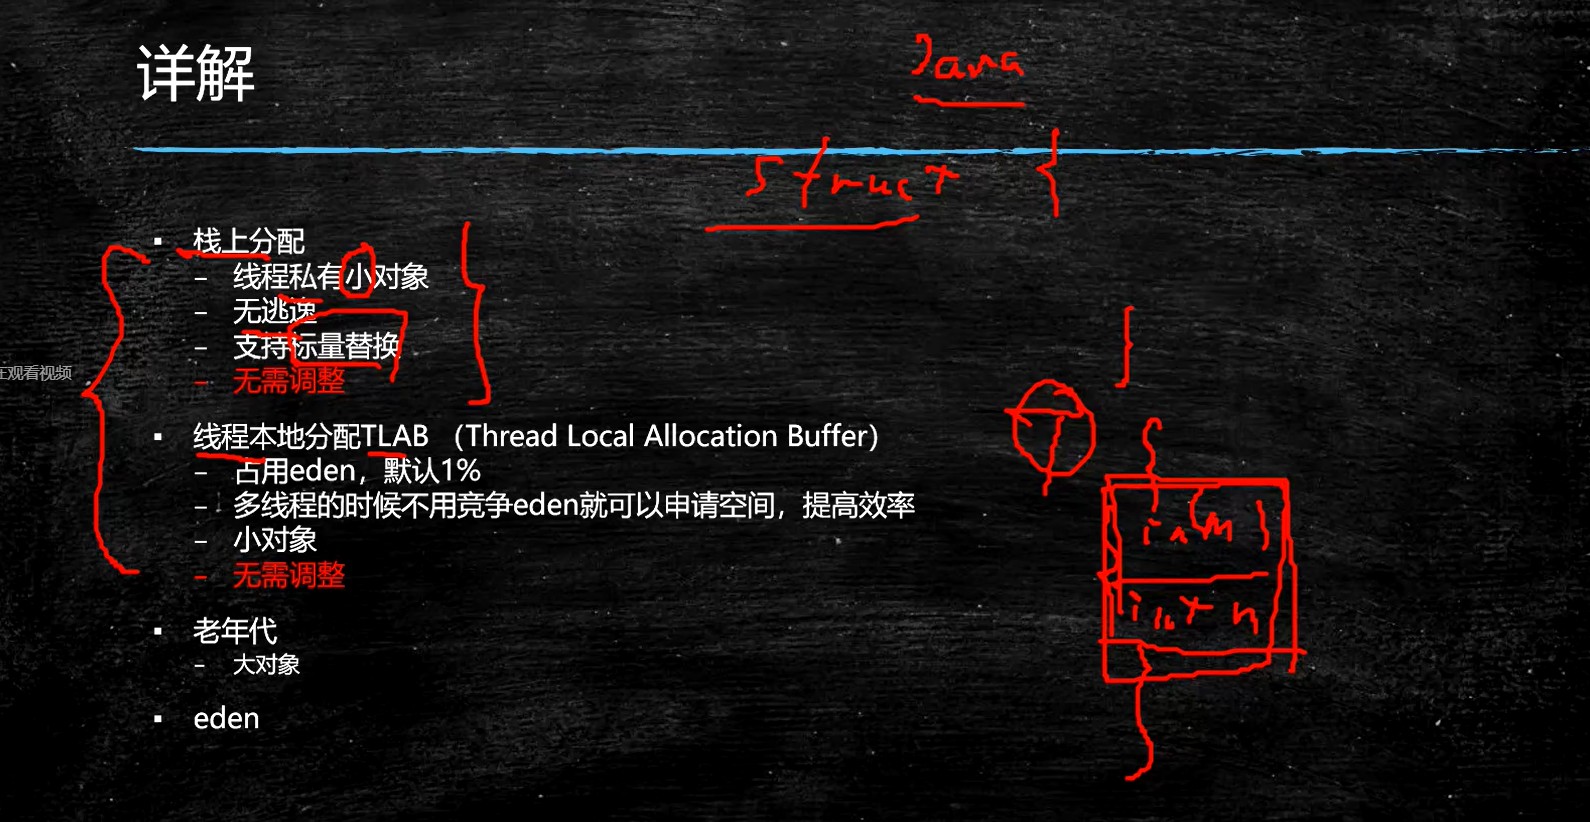 详解
Java
struct
栈上分配
线程私有小对象
无逃逸
支持标量替换
无需调整
线程本地分配TLAB （Thread Local Allocation Buffer）
占用eden，默认1%
多线程的时候不用竞争eden就可以申请空间，提高效率
小对象
无需调整
老年代
大对象
eden
在观看视频
T
int m
int n